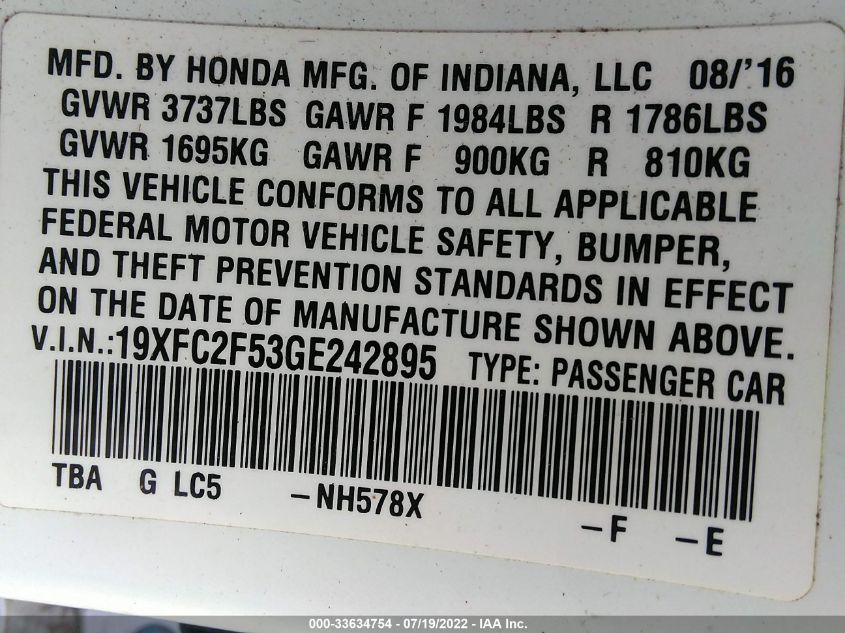 MFD. BY HONDA MFG. OF INDIANA, LLC 08/'16
GVWR 3737LBS GAWR F 1984LBS R 1786LBS
GVWR 1695KG GAWR F 900KG R 810KG
THIS VEHICLE CONFORMS TO ALL APPLICABLE
FEDERAL MOTOR VEHICLE SAFETY, BUMPER,
AND THEFT PREVENTION STANDARDS IN EFFECT
ON THE DATE OF MANUFACTURE SHOWN ABOVE.
V.I.N.:19XFC2F53GE242895 TYPE: PASSENGER CAR
TBA G LC5 -NH578X -F -E
000-33634754 - 07/19/2022 - IAA Inc.